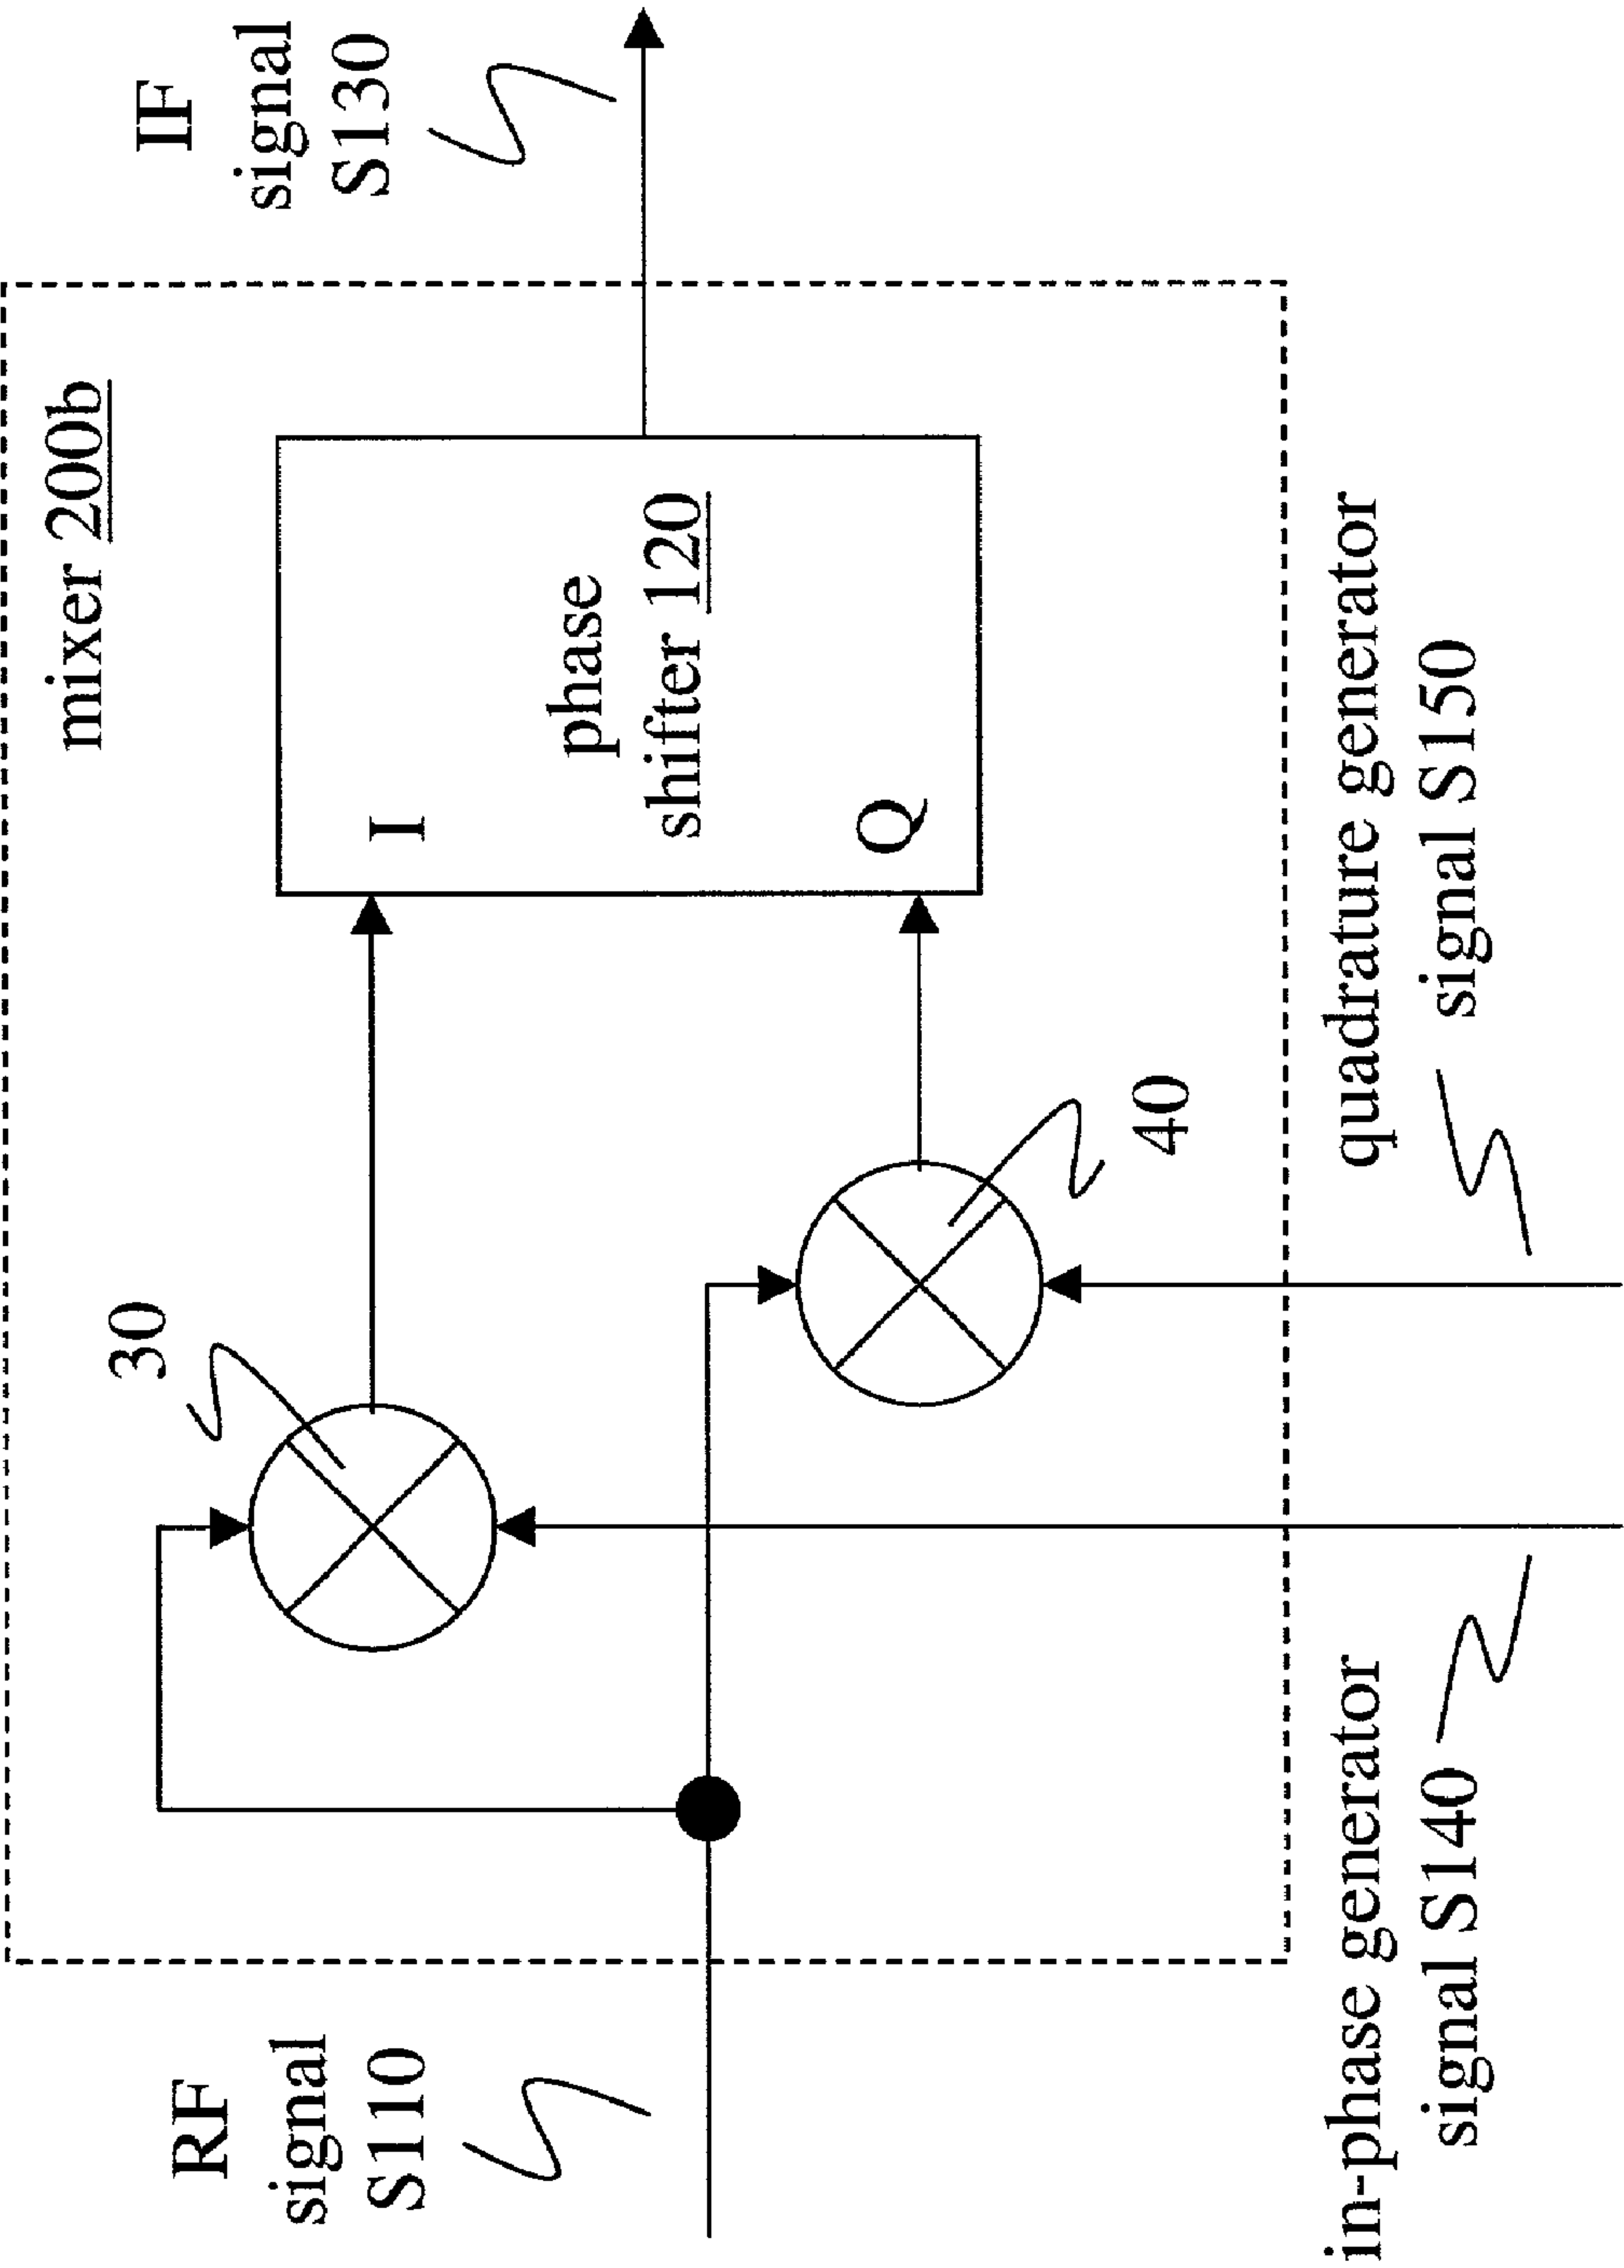 mixer 200b
RF
signal
S110
IF
signal
S130
30
I
phase
shifter 120
Q
40
in-phase generator
signal S140
quadrature generator
signal S150